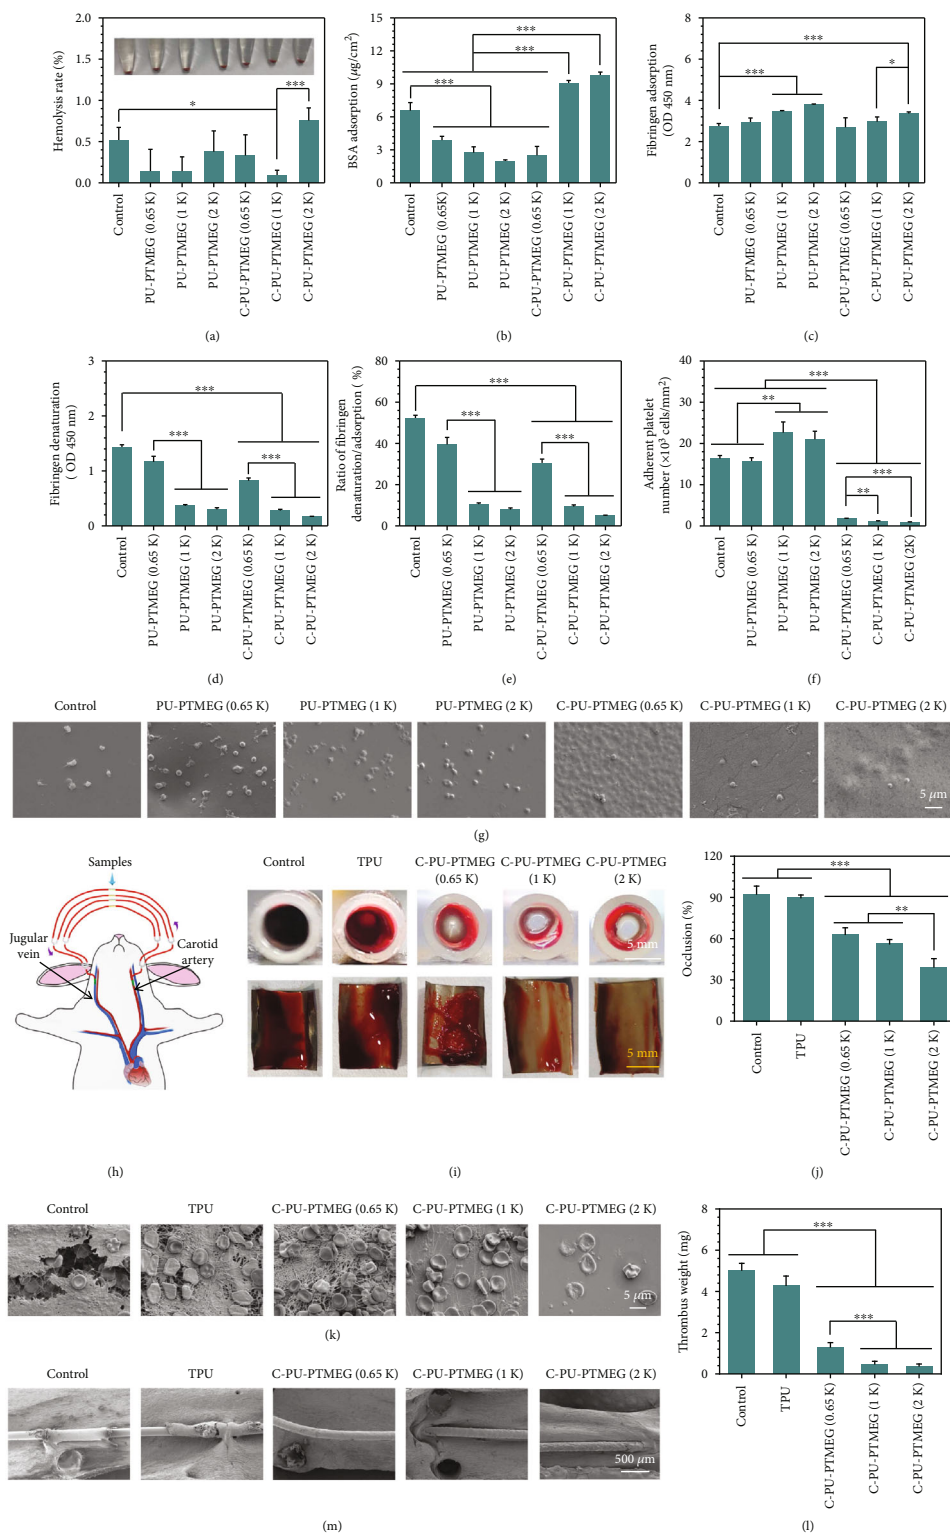 Hemolysis rate (%)
2.0
1.5
1.0
0.5
0.0
*
***
Control
PU-PTMEG (0.65 K)
PU-PTMEG (1 K)
PU-PTMEG (2 K)
C-PU-PTMEG (0.65 K)
C-PU-PTMEG (1 K)
C-PU-PTMEG (2 K)
(a)
BSA adsorption (μg/cm²)
15
12
9
6
3
0
***
***
***
Control
PU-PTMEG (0.65K)
PU-PTMEG (1 K)
PU-PTMEG (2 K)
C-PU-PTMEG (0.65 K)
C-PU-PTMEG (1 K)
C-PU-PTMEG (2 K)
(b)
Fibringen adsorption
(OD 450 nm)
8
6
4
2
0
***
***
*
Control
PU-PTMEG (0.65 K)
PU-PTMEG (1 K)
PU-PTMEG (2 K)
C-PU-PTMEG (0.65 K)
C-PU-PTMEG (1 K)
C-PU-PTMEG (2 K)
(c)
Fibringen denaturation
( OD 450 nm)
3
2
1
0
***
***
***
Control
PU-PTMEG (0.65 K)
PU-PTMEG (1 K)
PU-PTMEG (2 K)
C-PU-PTMEG (0.65 K)
C-PU-PTMEG (1 K)
C-PU-PTMEG (2 K)
(d)
Ratio of fibringen
denaturation/adsorption ( %)
80
60
40
20
0
***
***
***
Control
PU-PTMEG (0.65 K)
PU-PTMEG (1 K)
PU-PTMEG (2 K)
C-PU-PTMEG (0.65 K)
C-PU-PTMEG (1 K)
C-PU-PTMEG (2 K)
(e)
Adherent platelet
number (×10³ cells/mm²)
40
30
20
10
0
***
**
***
**
Control
PU-PTMEG (0.65 K)
PU-PTMEG (1 K)
PU-PTMEG (2 K)
C-PU-PTMEG (0.65 K)
C-PU-PTMEG (1 K)
C-PU-PTMEG (2K)
(f)
Control
PU-PTMEG (0.65 K)
PU-PTMEG (1 K)
PU-PTMEG (2 K)
C-PU-PTMEG (0.65 K)
C-PU-PTMEG (1 K)
C-PU-PTMEG (2 K)
5 μm
(g)
Samples
Jugular
vein
Carotid
artery
(h)
Control
TPU
C-PU-PTMEG
(0.65 K)
C-PU-PTMEG
(1 K)
C-PU-PTMEG
(2 K)
5 mm
5 mm
(i)
Occlusion (%)
120
90
60
30
0
***
**
Control
TPU
C-PU-PTMEG (0.65 K)
C-PU-PTMEG (1 K)
C-PU-PTMEG (2 K)
(j)
Control
TPU
C-PU-PTMEG (0.65 K)
C-PU-PTMEG (1 K)
C-PU-PTMEG (2 K)
5 μm
(k)
Thrombus weight (mg)
8
6
4
2
0
***
***
Control
TPU
C-PU-PTMEG (0.65 K)
C-PU-PTMEG (1 K)
C-PU-PTMEG (2 K)
(l)
Control
TPU
C-PU-PTMEG (0.65 K)
C-PU-PTMEG (1 K)
C-PU-PTMEG (2 K)
500 μm
(m)